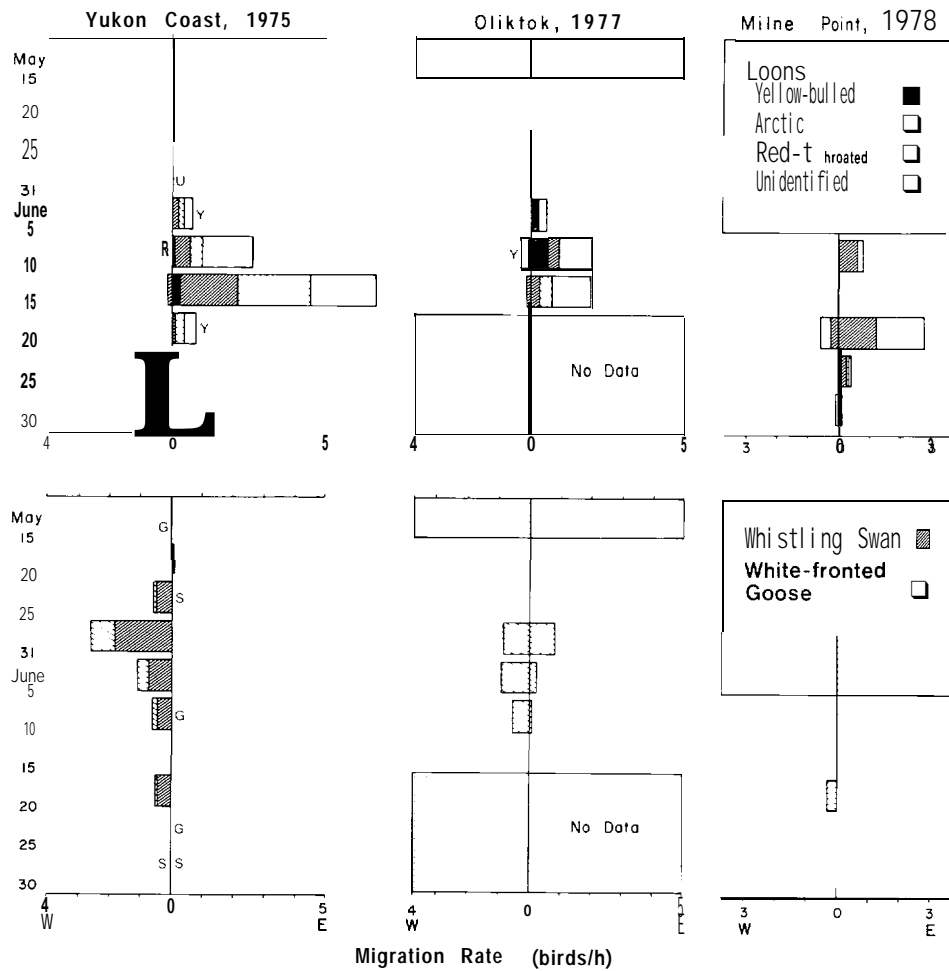 Yukon Coast, 1975
Oliktok, 1977
Milne Point, 1978
May
15
20
25
31
June
5
10
15
20
25
30
U
Y
R
Y
L
4 0 5
Y
No Data
4 0 5
Loons
Yellow-bulled
Arctic
Red-throated
Unidentified
3 0 3
May
15
20
25
31
June
5
10
15
20
25
30
G
S
G
G
S S
4 0 5
W E
No Data
4 0
W E
Whistling Swan
White-fronted
Goose
3 0 3
W E
Migration Rate (birds/h)